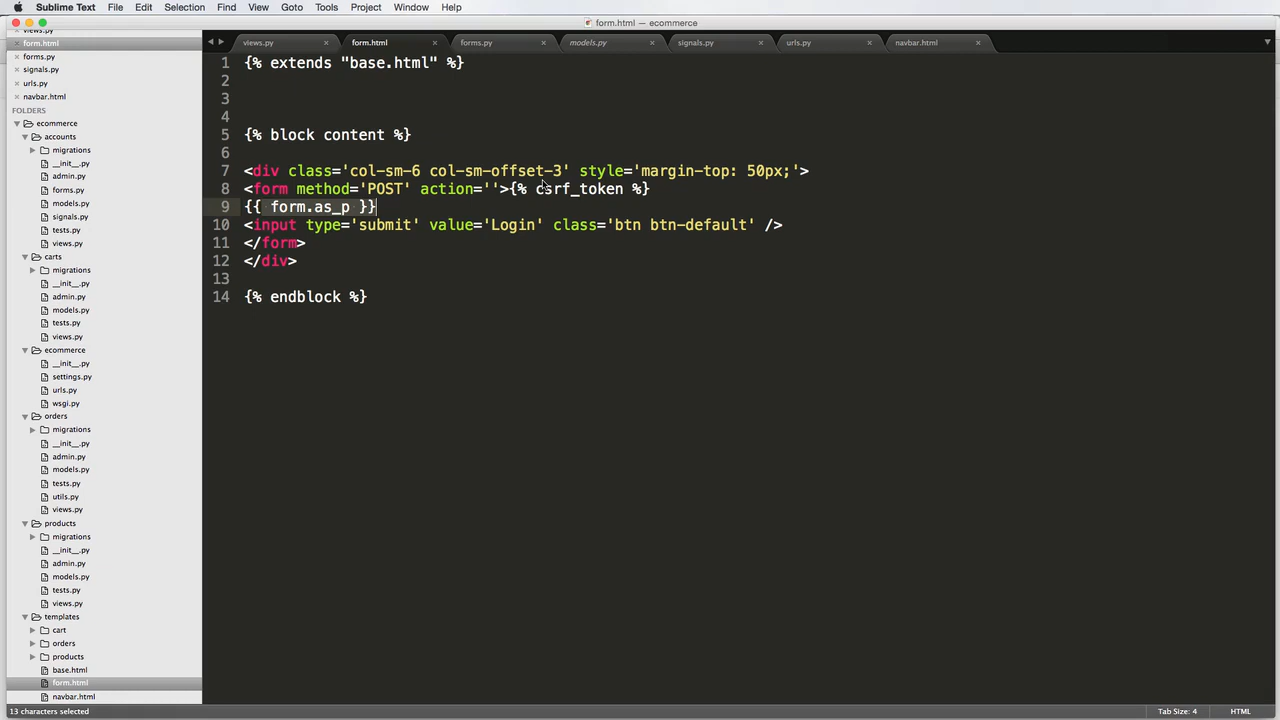 Sublime Text File Edit Selection Find View Goto Tools Project Window Help
form.html — ecommerce
views.py
form.html
forms.py
signals.py
urls.py
navbar.html
FOLDERS
ecommerce
accounts
migrations
__init__.py
admin.py
forms.py
models.py
signals.py
tests.py
views.py
carts
migrations
__init__.py
admin.py
models.py
tests.py
views.py
ecommerce
__init__.py
settings.py
urls.py
wsgi.py
orders
migrations
__init__.py
admin.py
models.py
tests.py
utils.py
views.py
products
migrations
__init__.py
admin.py
models.py
tests.py
views.py
templates
cart
orders
products
base.html
form.html
navbar.html
views.py form.html forms.py models.py signals.py urls.py navbar.html
1 {% extends "base.html" %}
2
3
4
5 {% block content %}
6
7 <div class='col-sm-6 col-sm-offset-3' style='margin-top: 50px;'>
8 <form method='POST' action=''>{% csrf_token %}
9 {{ form.as_p }}
10 <input type='submit' value='Login' class='btn btn-default' />
11 </form>
12 </div>
13
14 {% endblock %}
13 characters selected Tab Size: 4 HTML